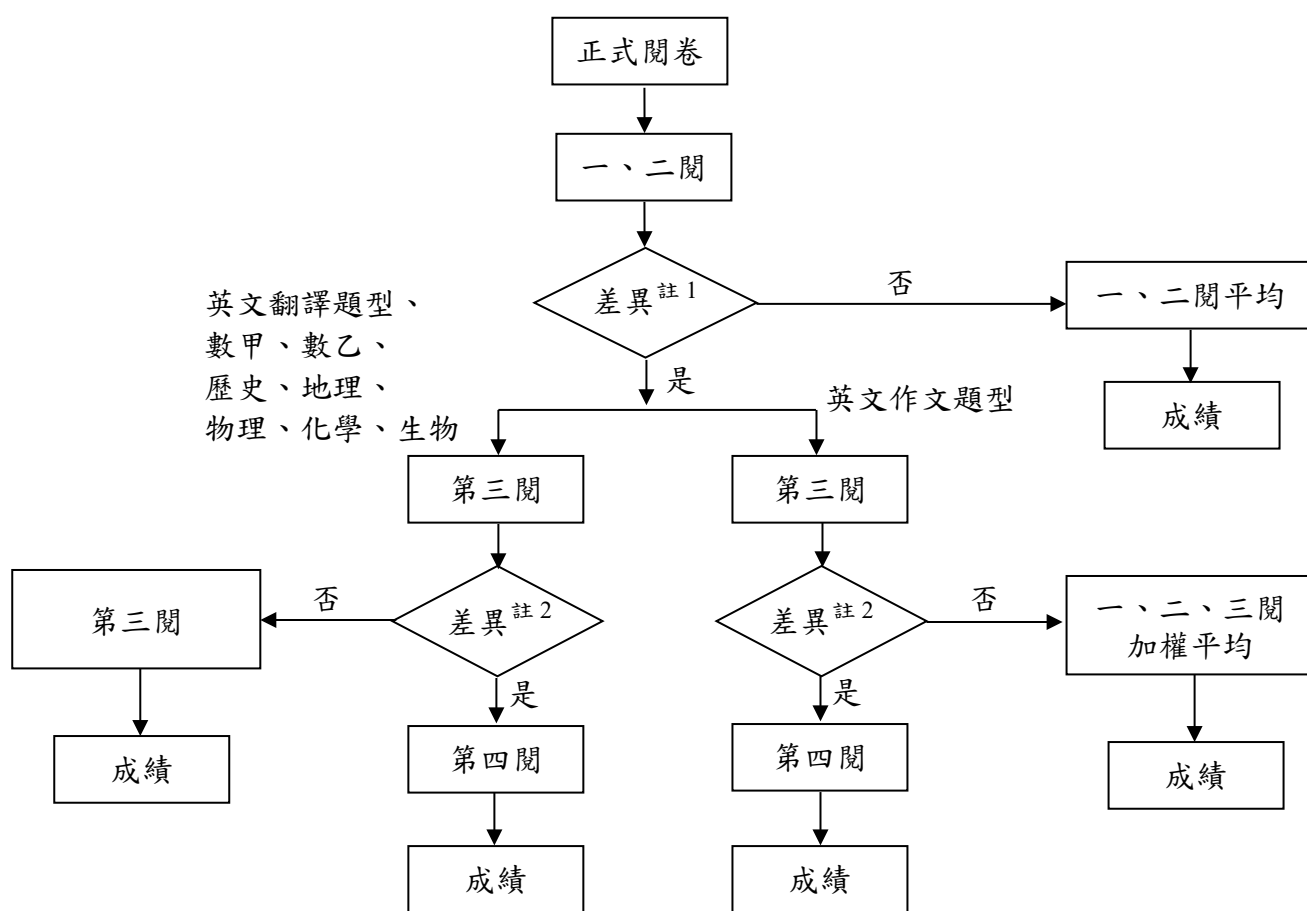 正式閱卷
一、二閱
差異註1
否
一、二閱平均
成績
是
英文翻譯題型、
數甲、數乙、
歷史、地理、
物理、化學、生物
英文作文題型
第三閱
第三閱
差異註2
否
第三閱
成績
差異註2
否
一、二、三閱
加權平均
成績
是
是
第四閱
第四閱
成績
成績